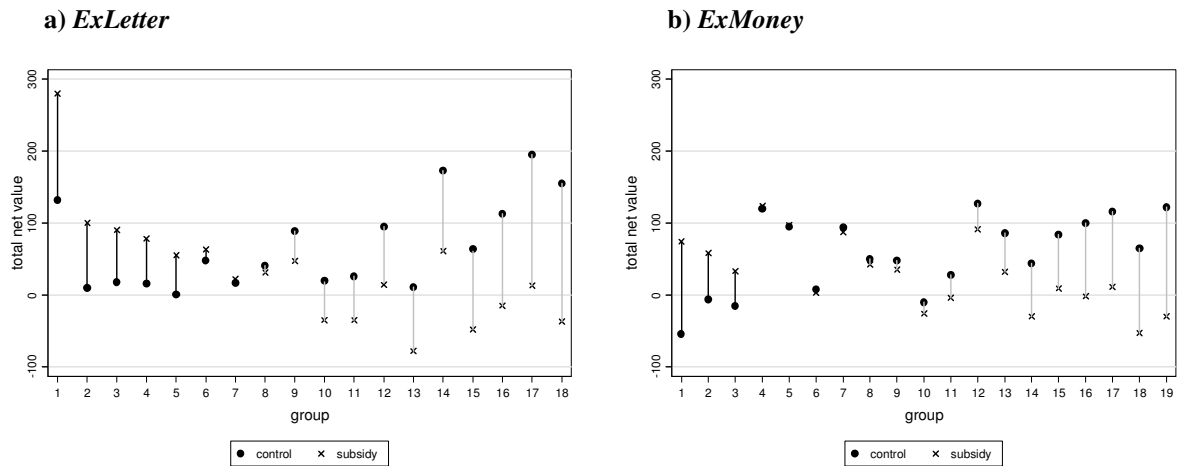 a) ExLetter
b) ExMoney
total net value
300
200
100
0
-100
1 2 3 4 5 6 7 8 9 10 11 12 13 14 15 16 17 18
group
control subsidy
total net value
300
200
100
0
-100
1 2 3 4 5 6 7 8 9 10 11 12 13 14 15 16 17 18 19
group
control subsidy